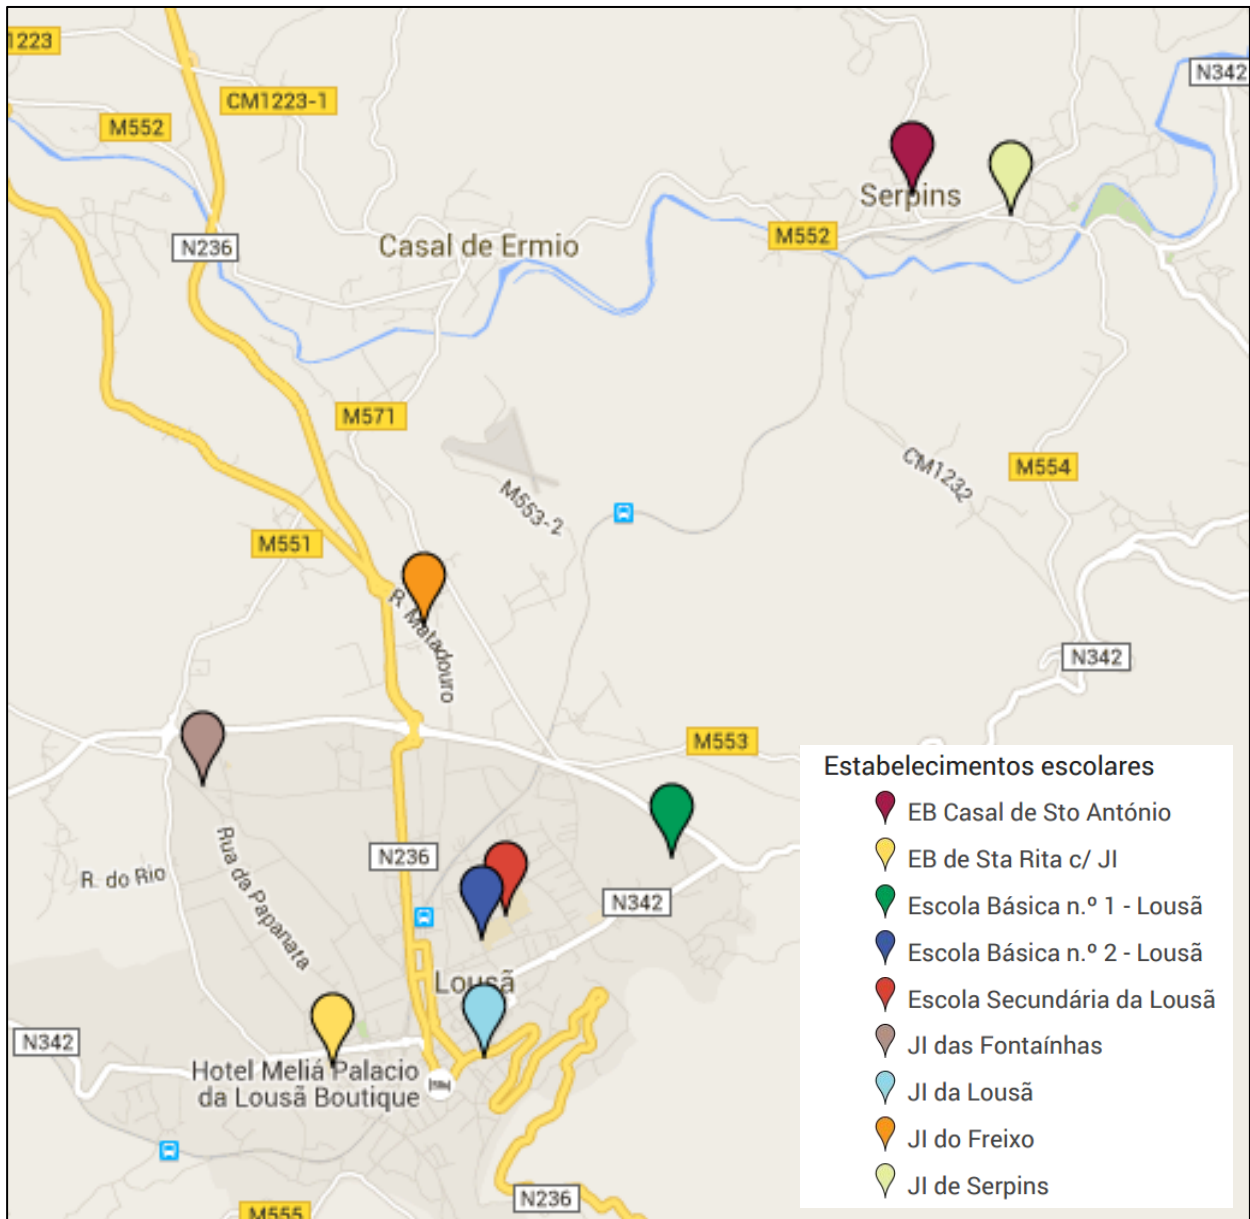 1223
N342
CM1223-1
M552
Serpins
M552
N236
Casal de Ermio
M571
CM1232
M554
M553-2
M551
R. Matadouro
N342
M553
Estabelecimentos escolares
EB Casal de Sto António
EB de Sta Rita c/ JI
Escola Básica n.º 1 - Lousã
Escola Básica n.º 2 - Lousã
Escola Secundária da Lousã
JI das Fontaínhas
JI da Lousã
JI do Freixo
JI de Serpins
N236
R. do Rio
Rua da Papanata
N342
Lousã
N342
Hotel Meliá Palacio
da Lousã Boutique
N236
M555